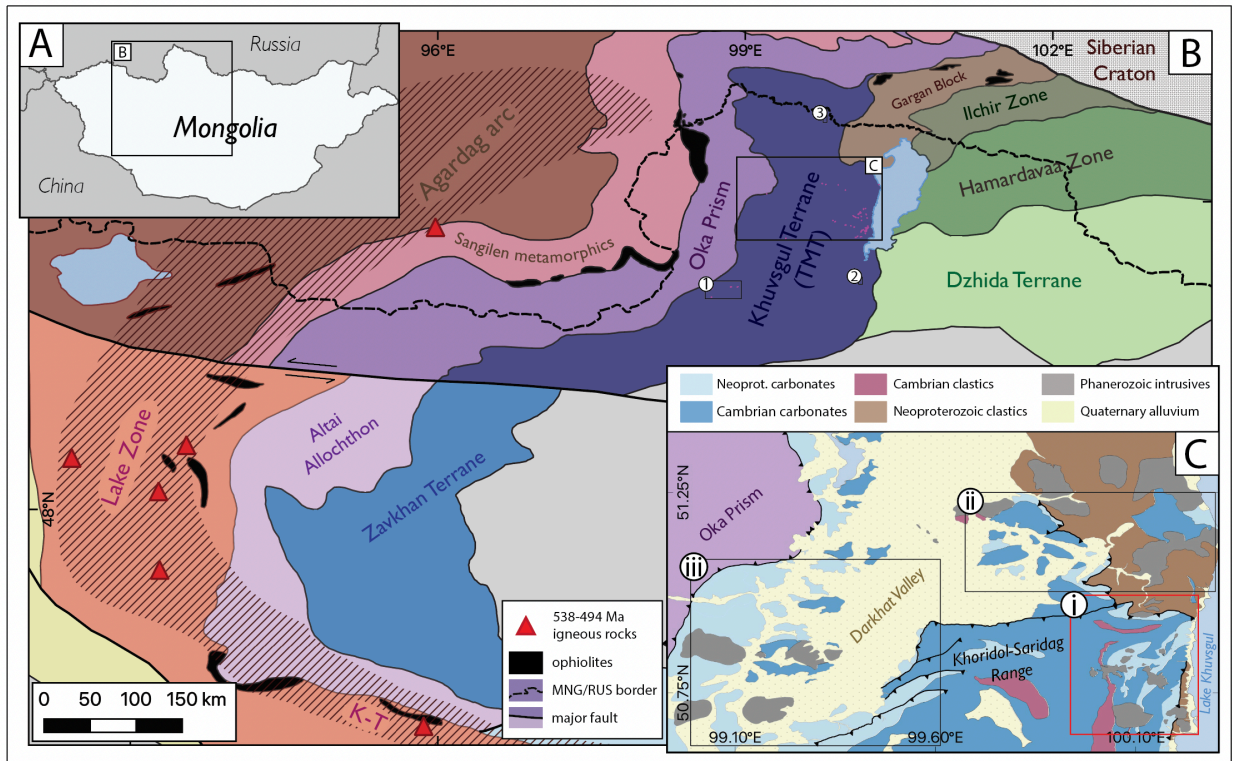 A
B
Russia
Mongolia
China
96°E
99°E
102°E
B
Siberian
Craton
Gargan Block
Ilchir Zone
Hamardavaa Zone
Dzhida Terrane
Agardag arc
Sangilen metamorphics
Oka Prism
Khuvsgul Terrane
(TMT)
C
1
2
3
Lake Zone
Altai
Allochthon
Zavkhan Terrane
48°N
K-T
0 50 100 150 km
538-494 Ma
igneous rocks
ophiolites
MNG/RUS border
major fault
Neoprot. carbonates
Cambrian clastics
Phanerozoic intrusives
Cambrian carbonates
Neoproterozoic clastics
Quaternary alluvium
C
51.25°N
Oka Prism
ii
iii
i
Darkhat Valley
Khoridol-Saridag
Range
Lake Khuvsgul
50.75°N
99.10°E
99.60°E
100.10°E